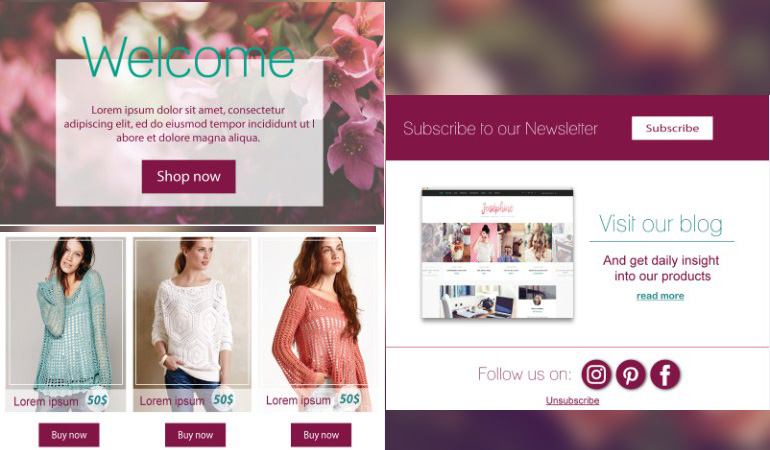 Welcome
Lorem ipsum dolor sit amet, consectetur
adipiscing elit, ed do eiusmod tempor incididunt ut l
abore et dolore magna aliqua.
Shop now
Lorem ipsum 50$
Lorem ipsum 50$
Lorem ipsum 50$
Buy now
Buy now
Buy now
Subscribe to our Newsletter
Subscribe
Josephine
Visit our blog
And get daily insight
into our products
read more
Follow us on:
Unsubscribe